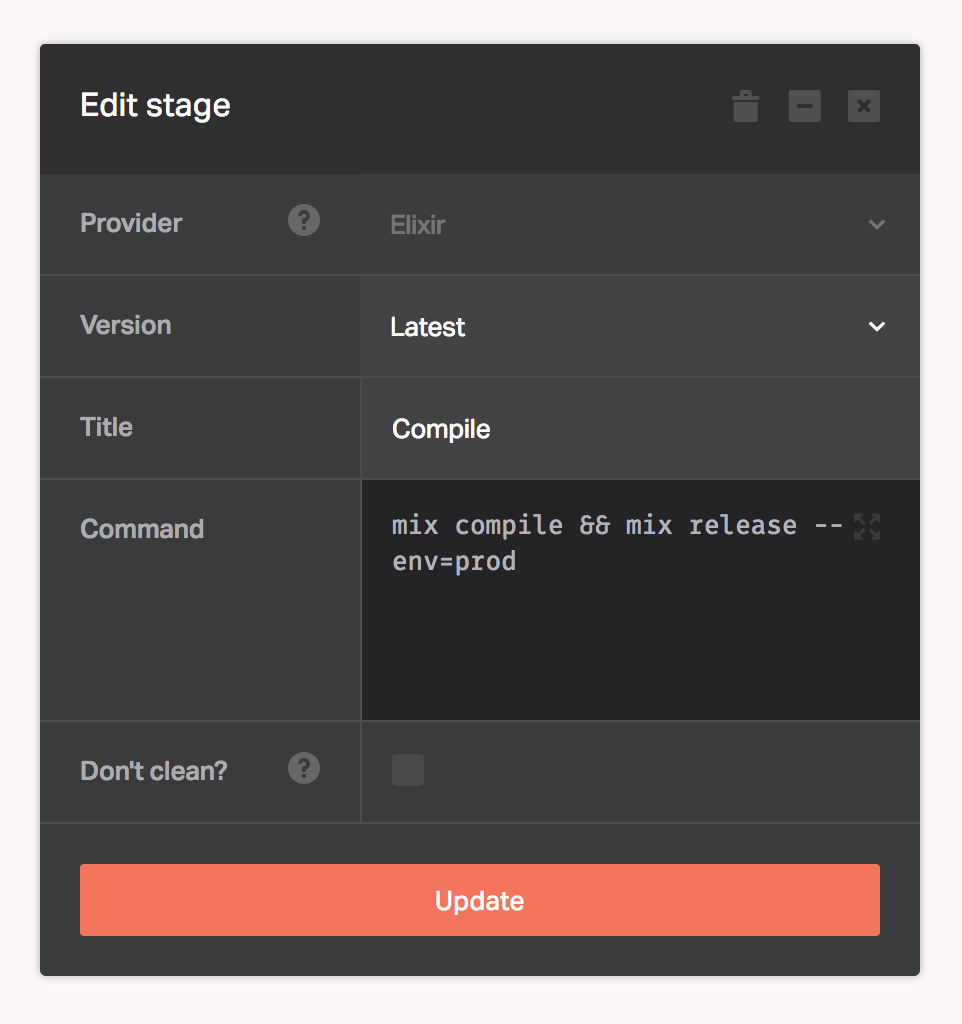 Edit stage
Provider ?
Elixir
Version
Latest
Title
Compile
Command
mix compile && mix release --
env=prod
Don't clean? ?
Update